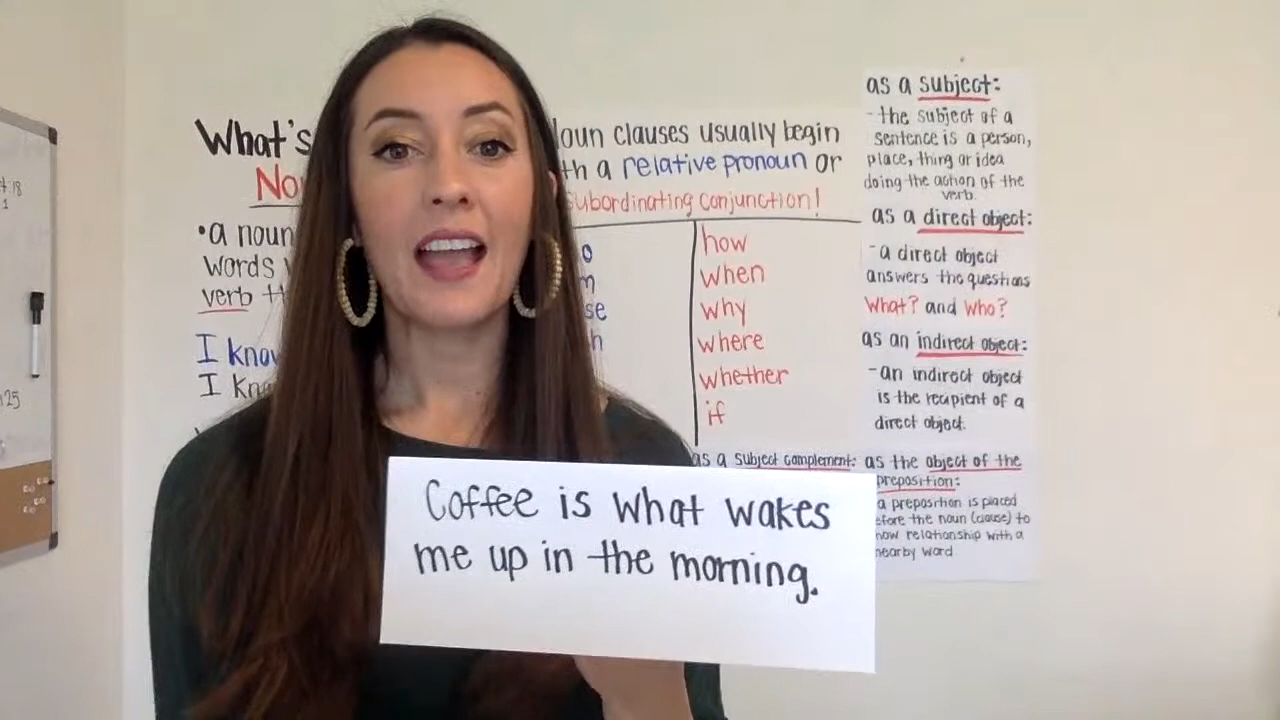 What's
• a noun
words
verb
I know
I
Noun clauses usually begin
a relative pronoun or
subordinating conjunction!
how
when
why
where
whether
if
as a subject:
- the subject of a
sentence is a person,
place, thing or idea
doing the action of the
verb.
as a direct object:
- a direct object
answers the questions
What? and Who?
as an indirect object:
- an indirect object
is the recipient of a
direct object.
as a subject complement:
as the object of the
preposition:
a preposition is placed
before the noun (clause) to
show relationship with a
nearby word
Coffee is what wakes
me up in the morning.